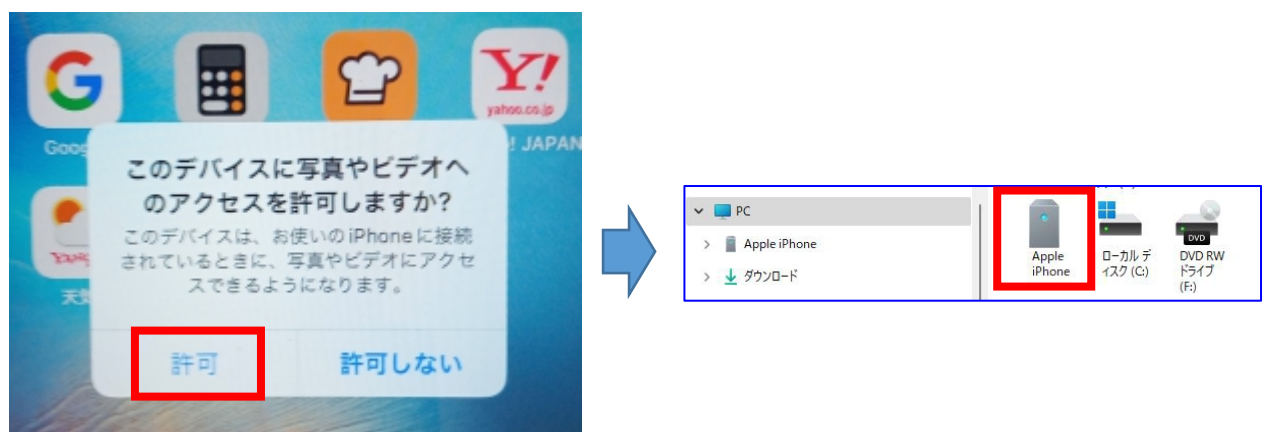 yahoo.co.jp
Goog
! JAPAN
このデバイスに写真やビデオへ
のアクセスを許可しますか?
このデバイスは、お使いのiPhoneに接続
されているときに、写真やビデオにアクセ
スできるようになります。
天気
許可
許可しない
PC
Apple iPhone
ダウンロード
Apple
iPhone
ローカル デ
ィスク (C:)
DVD
DVD RW
ドライブ
(F:)